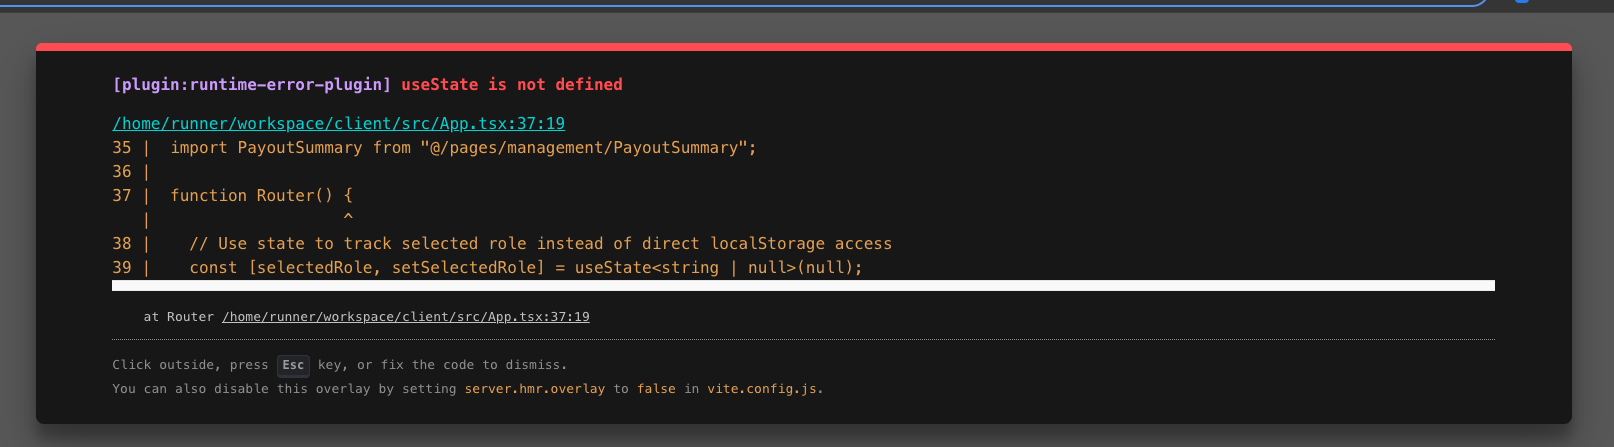 [plugin:runtime-error-plugin] useState is not defined
/home/runner/workspace/client/src/App.tsx:37:19
35 |  import PayoutSummary from "@/pages/management/PayoutSummary";
36 |
37 |  function Router() {
   |                    ^
38 |    // Use state to track selected role instead of direct localStorage access
39 |    const [selectedRole, setSelectedRole] = useState<string | null>(null);
at Router /home/runner/workspace/client/src/App.tsx:37:19
Click outside, press Esc key, or fix the code to dismiss.
You can also disable this overlay by setting server.hmr.overlay to false in vite.config.js.